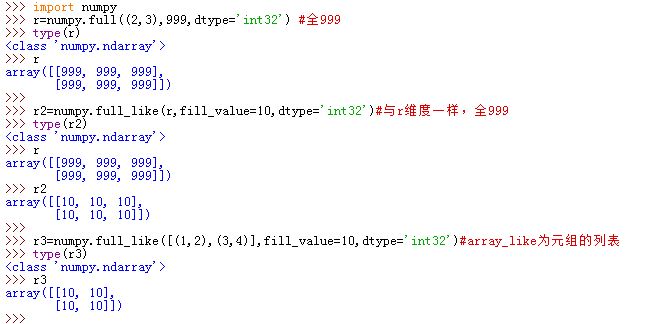 >>> import numpy
>>> r=numpy.full((2,3),999,dtype='int32') #全999
>>> type(r)
<class 'numpy.ndarray'>
>>> r
array([[999, 999, 999],
       [999, 999, 999]])
>>>
>>> r2=numpy.full_like(r,fill_value=10,dtype='int32')#与r维度一样，全999
>>> type(r2)
<class 'numpy.ndarray'>
>>> r
array([[999, 999, 999],
       [999, 999, 999]])
>>> r2
array([[10, 10, 10],
       [10, 10, 10]])
>>>
>>> r3=numpy.full_like([(1,2),(3,4)],fill_value=10,dtype='int32')#array_like为元组的列表
>>> type(r3)
<class 'numpy.ndarray'>
>>> r3
array([[10, 10],
       [10, 10]])
>>>